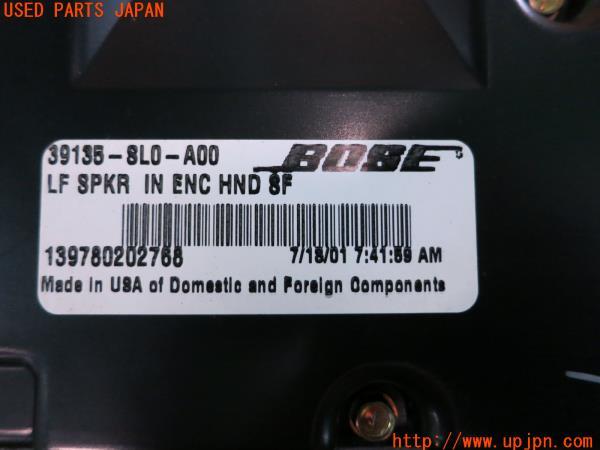 USED PARTS JAPAN
39135-SL0-A00 BOSE
LF SPKR IN ENC HND SF
139780202768 7/18/01 7:41:59 AM
Made in USA of Domestic and Foreign Components
http://www.upjpn.com